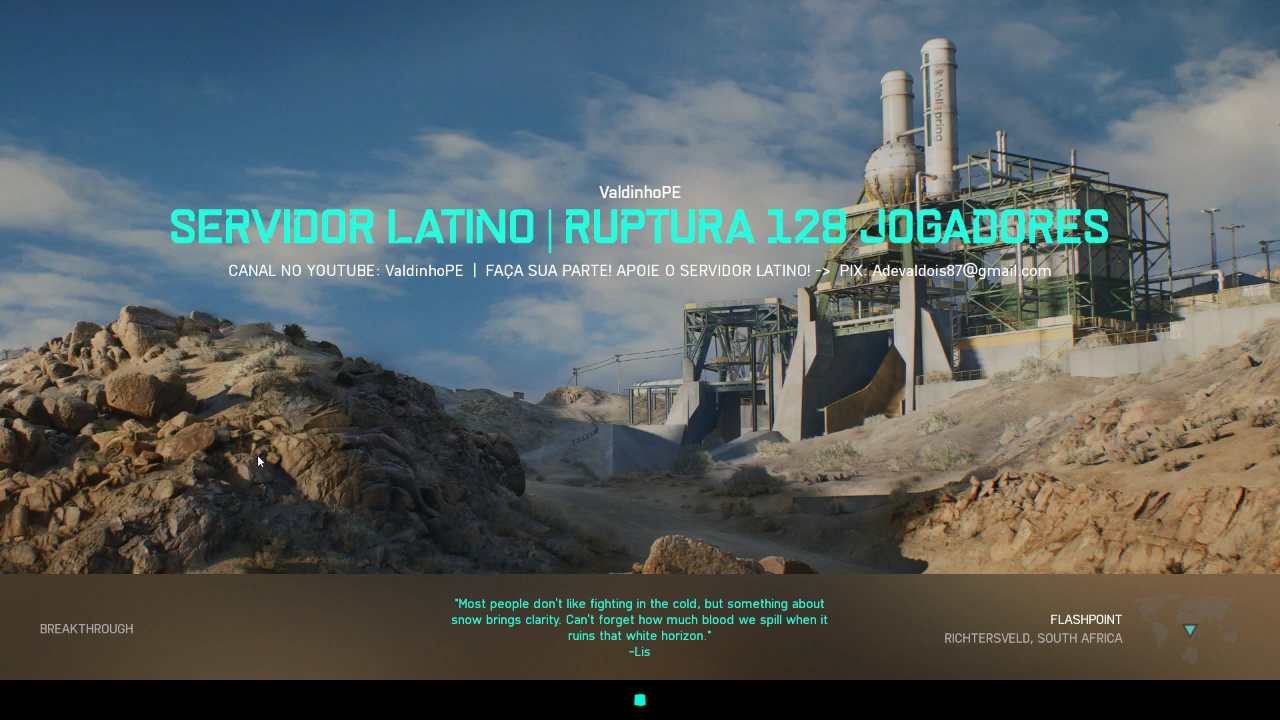 Wellspring
ValdinhoPE
SERVIDOR LATINO | RUPTURA 128 JOGADORES
CANAL NO YOUTUBE: ValdinhoPE | FAÇA SUA PARTE! APOIE O SERVIDOR LATINO! -> PIX: Adevaldois87@gmail.com
BREAKTHROUGH
"Most people don't like fighting in the cold, but something about
snow brings clarity. Can't forget how much blood we spill when it
ruins that white horizon."
-Lis
FLASHPOINT
RICHTERSVELD, SOUTH AFRICA